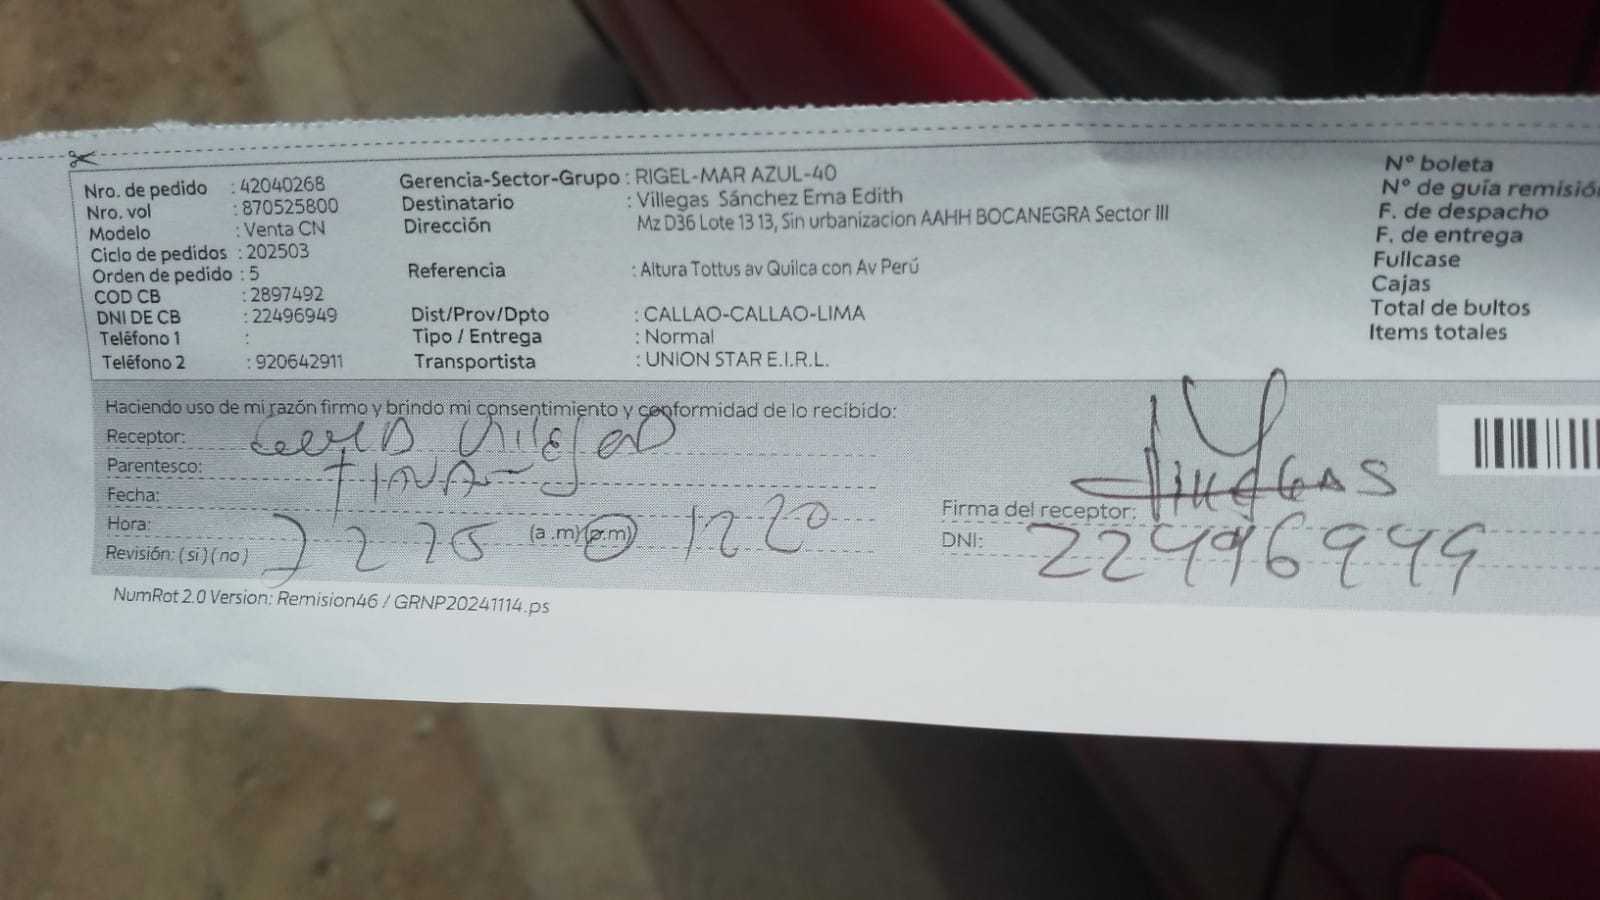 Nro. de pedido : 42040268
Nro. vol : 870525800
Modelo : Venta CN
Ciclo de pedidos : 202503
Orden de pedido : 5
COD CB : 2897492
DNI DE CB : 22496949
Teléfono 1 :
Teléfono 2 : 920642911
Gerencia-Sector-Grupo : RIGEL-MAR AZUL-40
Destinatario : Villegas Sánchez Ema Edith
Dirección : Mz D36 Lote 13 13, Sin urbanizacion AAHH BOCANEGRA Sector III
Referencia : Altura Tottus av Quilca con Av Perú
Dist/Prov/Dpto : CALLAO-CALLAO-LIMA
Tipo / Entrega : Normal
Transportista : UNION STAR E.I.R.L.
N° boleta
N° de guía remisió
F. de despacho
F. de entrega
Fullcase
Cajas
Total de bultos
Items totales
Haciendo uso de mi razón firmo y brindo mi consentimiento y conformidad de lo recibido:
Receptor:
Parentesco:
Fecha:
Hora: (a .m) (p.m) 1220
Revisión: (si) (no)
Firma del receptor:
DNI: 22496949
NumRot 2.0 Version: Remision46 / GRNP20241114.ps